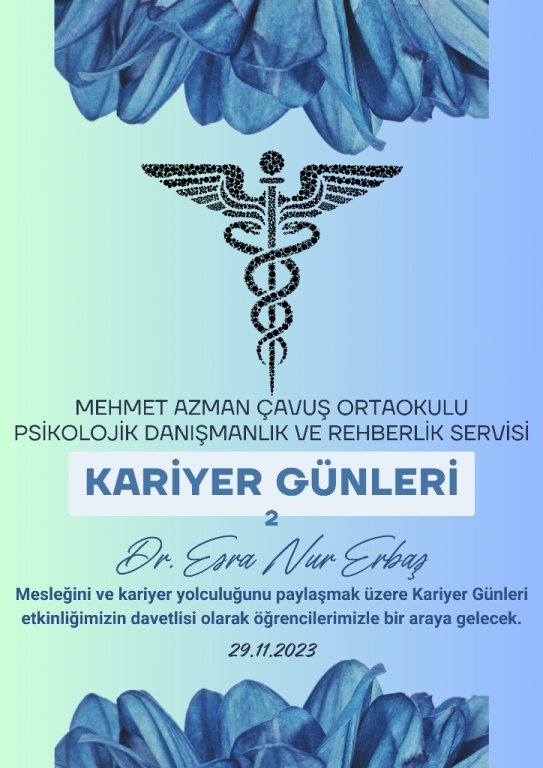 MEHMET AZMAN ÇAVUŞ ORTAOKULU
PSİKOLOJİK DANIŞMANLIK VE REHBERLİK SERVİSİ
KARİYER GÜNLERİ
2
Dr. Esra Nur Erbaş
Mesleğini ve kariyer yolculuğunu paylaşmak üzere Kariyer Günleri
etkinliğimizin davetlisi olarak öğrencilerimizle bir araya gelecek.
29.11.2023